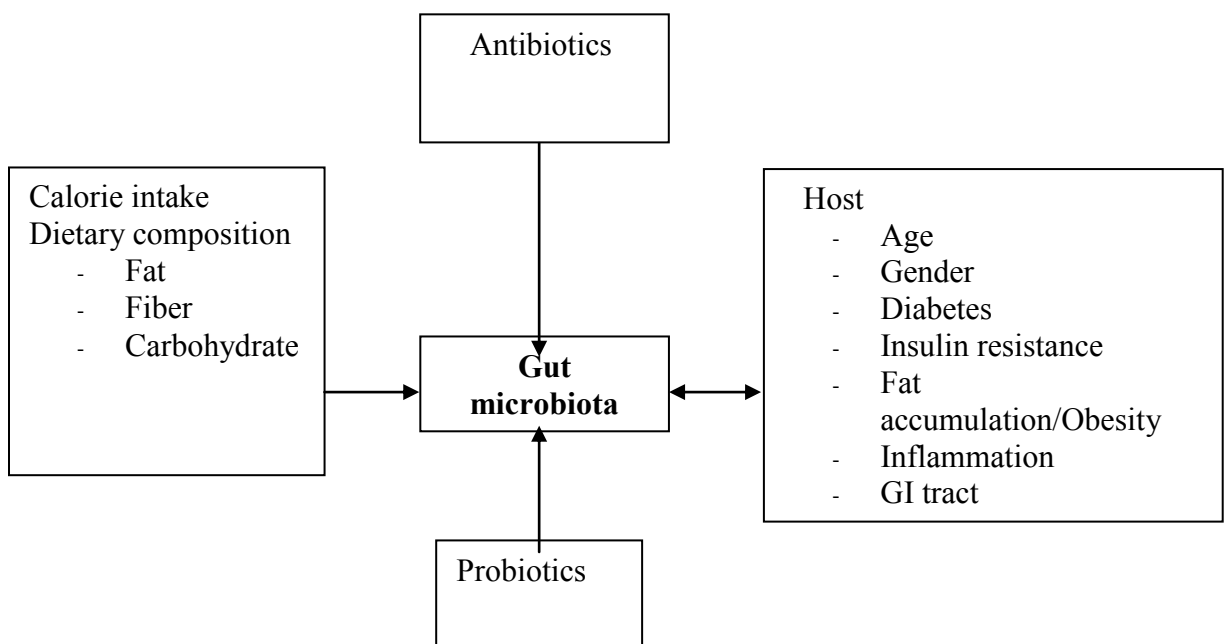 Antibiotics
Calorie intake
Dietary composition
- Fat
- Fiber
- Carbohydrate
Gut
microbiota
Host
- Age
- Gender
- Diabetes
- Insulin resistance
- Fat
accumulation/Obesity
- Inflammation
- GI tract
Probiotics